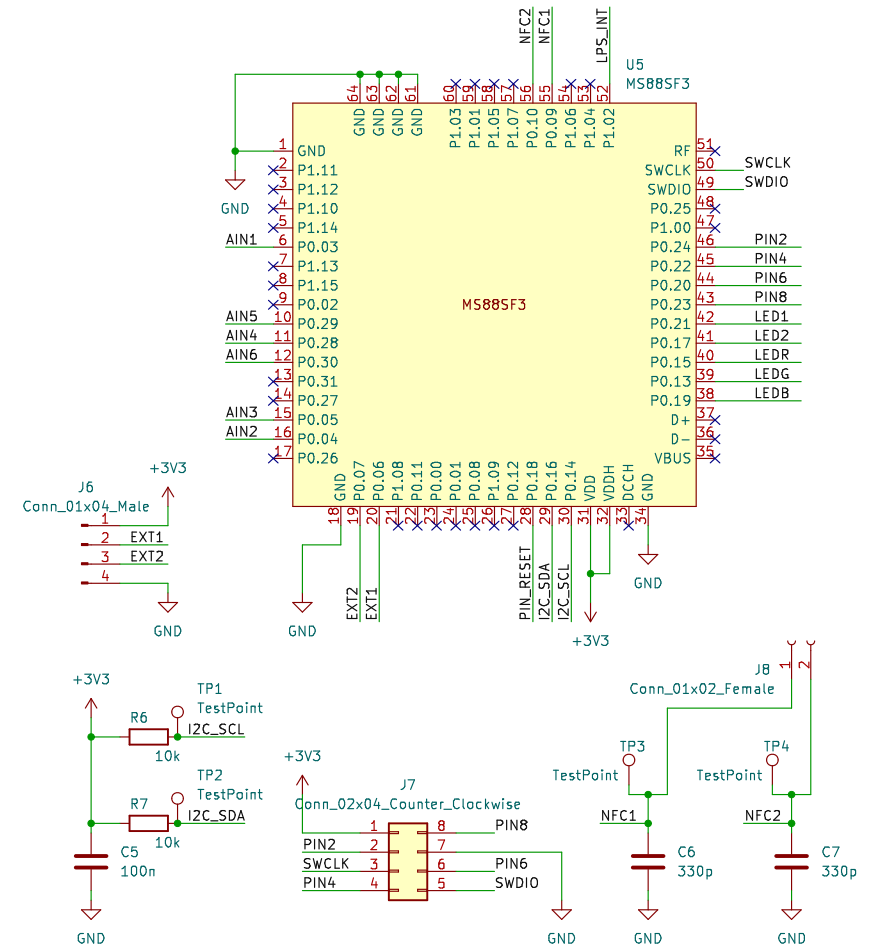 NFC2
NFC1
LPS_INT
U5
MS88SF3
64
63
62
61
60
59
58
57
56
55
54
53
52
GND
GND
GND
GND
P1.03
P1.01
P1.05
P1.07
P0.10
P0.09
P1.06
P1.04
P1.02
1 GND
RF 51
2 P1.11
SWCLK 50 SWCLK
3 P1.12
SWDIO 49 SWDIO
GND
4 P1.10
P0.25 48
5 P1.14
P1.00 47
AIN1 6 P0.03
P0.24 46 PIN2
7 P1.13
P0.22 45 PIN4
8 P1.15
P0.20 44 PIN6
9 P0.02
MS88SF3
P0.23 43 PIN8
AIN5 10 P0.29
P0.21 42 LED1
AIN4 11 P0.28
P0.17 41 LED2
AIN6 12 P0.30
P0.15 40 LEDR
13 P0.31
P0.13 39 LEDG
14 P0.27
P0.19 38 LEDB
AIN3 15 P0.05
D+ 37
AIN2 16 P0.04
D- 36
17 P0.26
VBUS 35
GND
P0.07
P0.06
P1.08
P0.11
P0.00
P0.01
P0.08
P1.09
P0.12
P0.18
P0.16
P0.14
VDD
VDDH
DCCH
GND
18
19
20
21
22
23
24
25
26
27
28
29
30
31
32
33
34
EXT2
EXT1
PIN_RESET
I2C_SDA
I2C_SCL
GND
+3V3
GND
+3V3
J6
Conn_01x04_Male
1
2 EXT1
3 EXT2
4
GND
+3V3
R6
10k
TP1
TestPoint
I2C_SCL
R7
10k
TP2
TestPoint
I2C_SDA
C5
100n
GND
+3V3
J7
Conn_02x04_Counter_Clockwise
1 8 PIN8
PIN2 2 7
SWCLK 3 6 PIN6
PIN4 4 5 SWDIO
GND
J8
Conn_01x02_Female
1
2
TP3
TestPoint
TP4
TestPoint
NFC1
NFC2
C6
330p
C7
330p
GND
GND